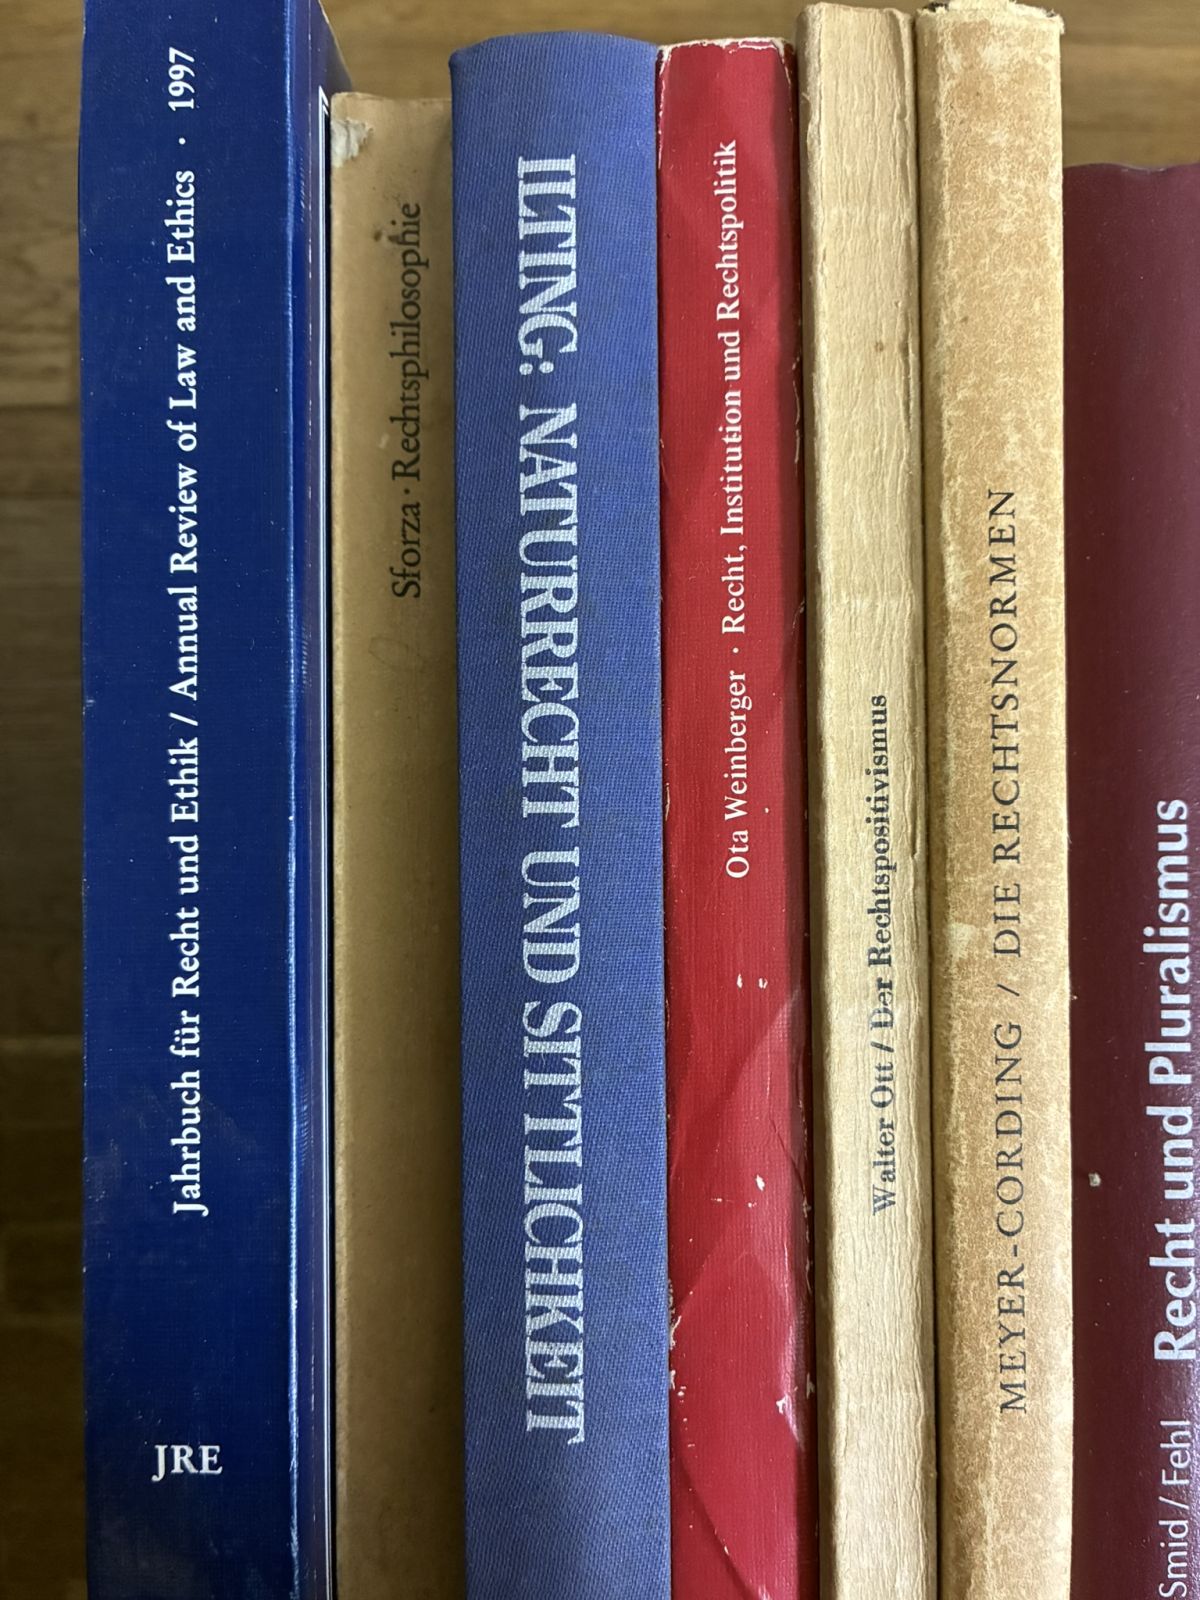 Jahrbuch für Recht und Ethik / Annual Review of Law and Ethics · 1997
JRE
Sforza · Rechtsphilosophie
ILTING: NATURRECHT UND SITTLICHKEIT
Ota Weinberger · Recht, Institution und Rechtspolitik
Walter Ott / Der Rechtspositivismus
MEYER-CORDING / DIE RECHTSNORMEN
Smid / Fehl Recht und Pluralismus